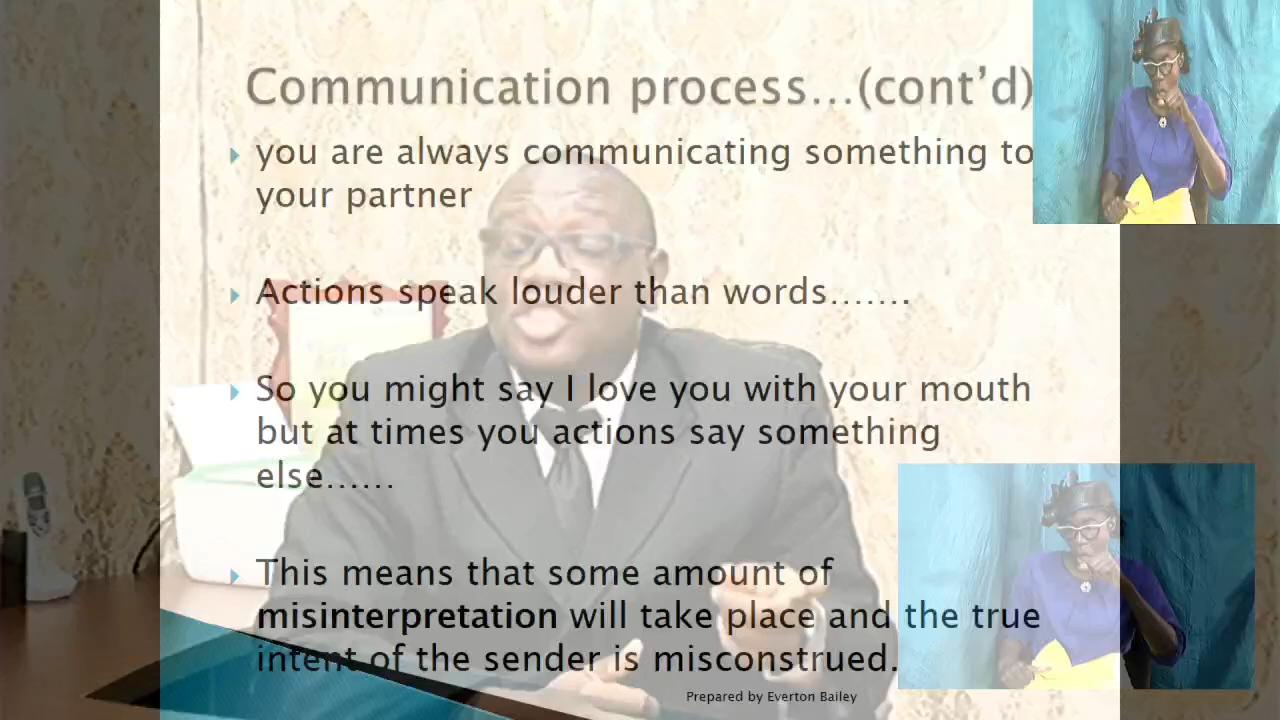 Communication process...(cont’d)
you are always communicating something to
your partner
Actions speak louder than words.......
So you might say I love you with your mouth
but at times you actions say something
else......
This means that some amount of
misinterpretation will take place and the true
intent of the sender is misconstrued.
Prepared by Everton Bailey